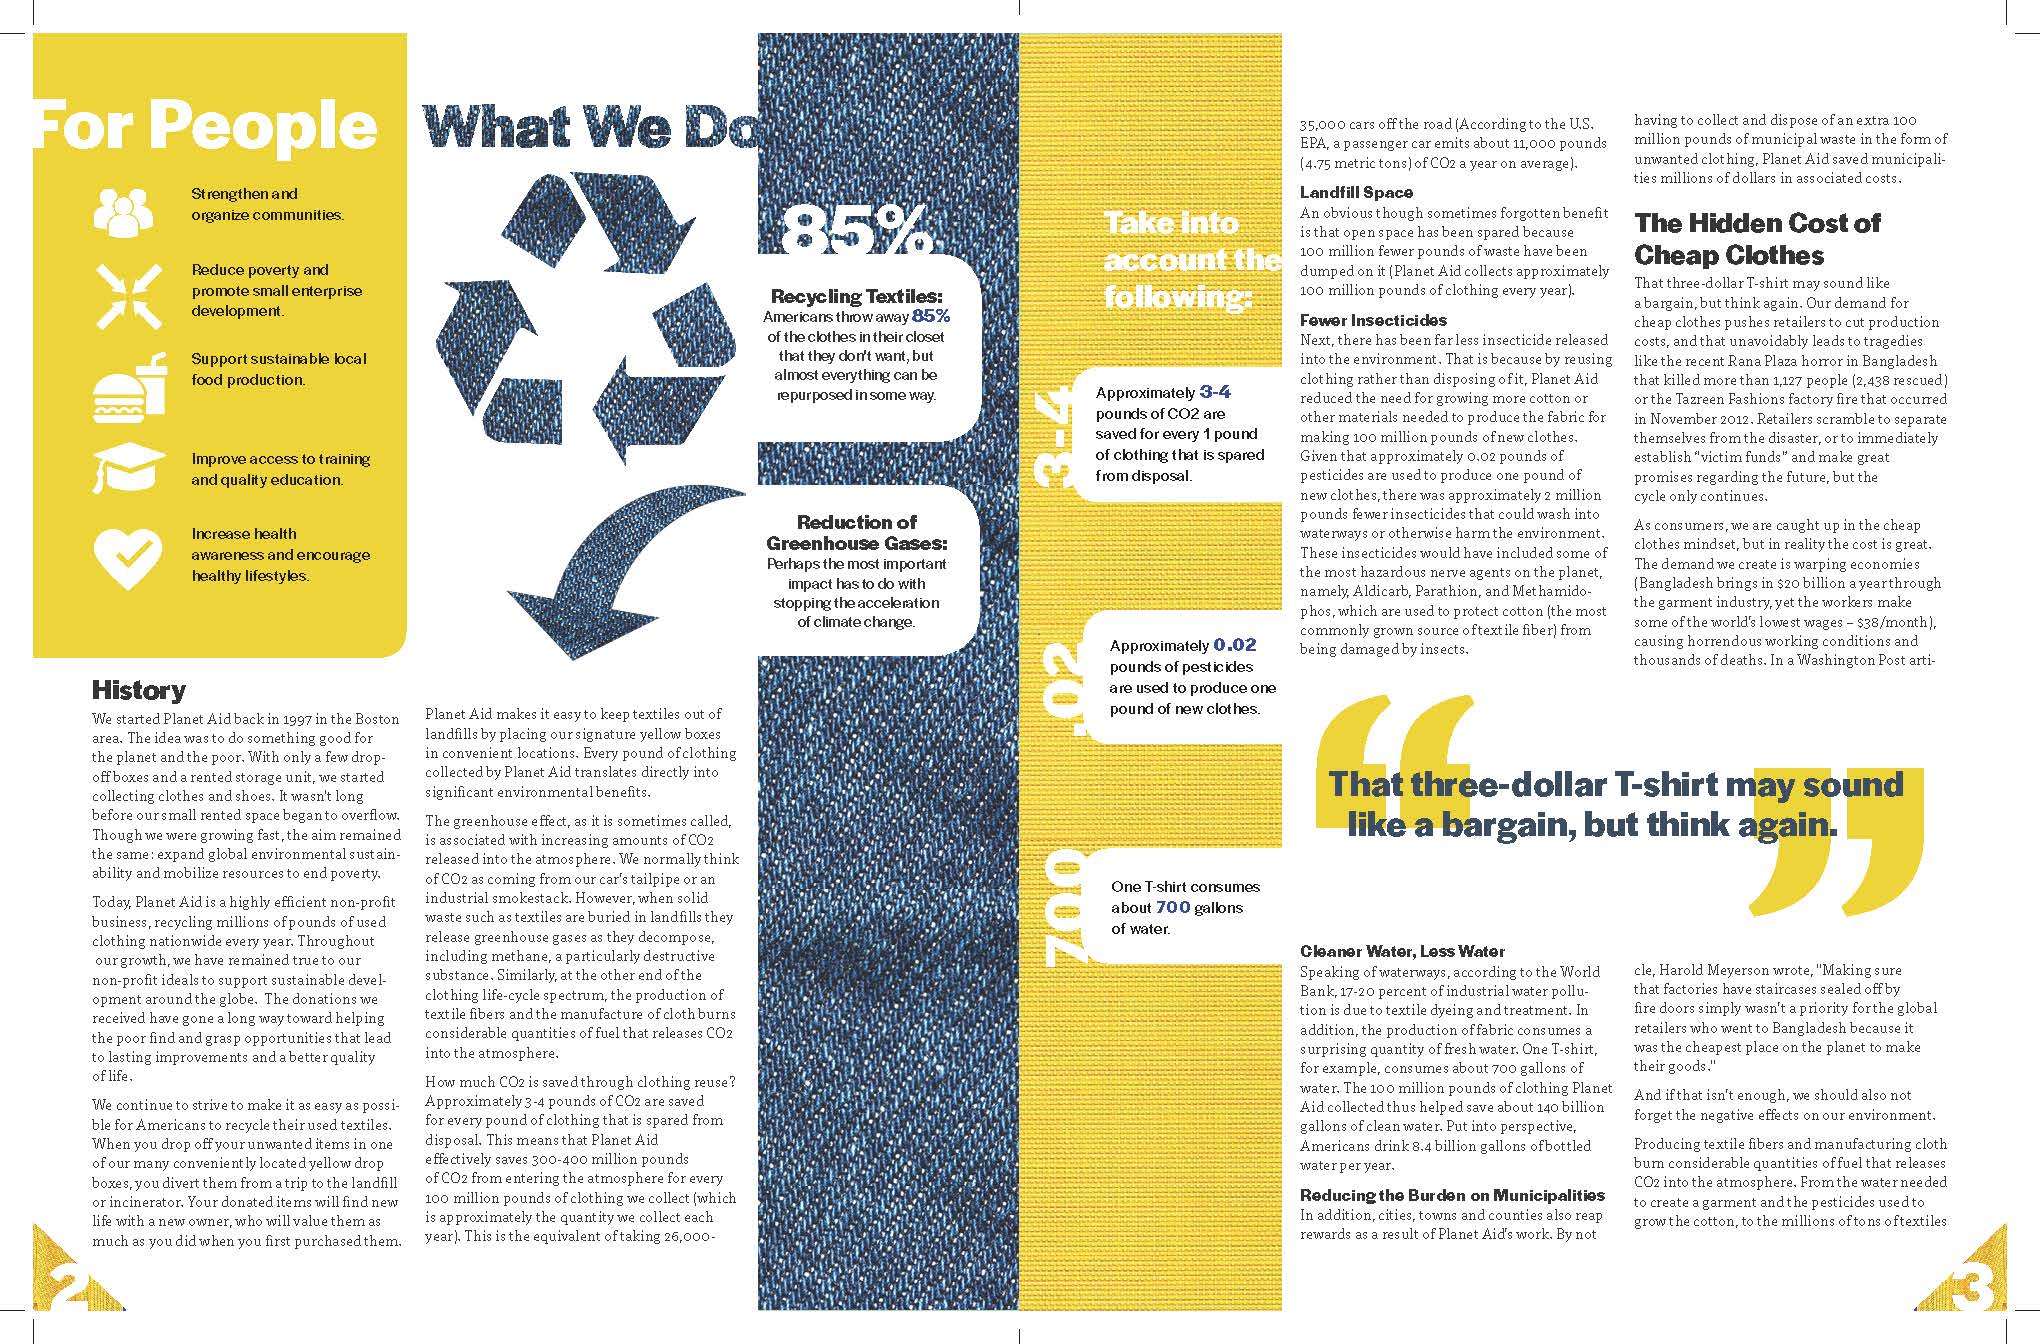 For People
Strengthen and
organize communities.
Reduce poverty and
promote small enterprise
development.
Support sustainable local
food production.
Improve access to training
and quality education.
Increase health
awareness and encourage
healthy lifestyles.
History
We started Planet Aid back in 1997 in the Boston
area. The idea was to do something good for
the planet and the poor. With only a few drop-
off boxes and a rented storage unit, we started
collecting clothes and shoes. It wasn't long
before our small rented space began to overflow.
Though we were growing fast, the aim remained
the same: expand global environmental sustain-
ability and mobilize resources to end poverty.
Today, Planet Aid is a highly efficient non-profit
business, recycling millions of pounds of used
clothing nationwide every year. Throughout
our growth, we have remained true to our
non-profit ideals to support sustainable devel-
opment around the globe. The donations we
received have gone a long way toward helping
the poor find and grasp opportunities that lead
to lasting improvements and a better quality
of life.
We continue to strive to make it as easy as possi-
ble for Americans to recycle their used textiles.
When you drop off your unwanted items in one
of our many conveniently located yellow drop
boxes, you divert them from a trip to the landfill
or incinerator. Your donated items will find new
life with a new owner, who will value them as
much as you did when you first purchased them.
2
What We Do
Planet Aid makes it easy to keep textiles out of
landfills by placing our signature yellow boxes
in convenient locations. Every pound of clothing
collected by Planet Aid translates directly into
significant environmental benefits.
The greenhouse effect, as it is sometimes called,
is associated with increasing amounts of CO2
released into the atmosphere. We normally think
of CO2 as coming from our car's tailpipe or an
industrial smokestack. However, when solid
waste such as textiles are buried in landfills they
release greenhouse gases as they decompose,
including methane, a particularly destructive
substance. Similarly, at the other end of the
clothing life-cycle spectrum, the production of
textile fibers and the manufacture of cloth burns
considerable quantities of fuel that releases CO2
into the atmosphere.
How much CO2 is saved through clothing reuse?
Approximately 3-4 pounds of CO2 are saved
for every pound of clothing that is spared from
disposal. This means that Planet Aid
effectively saves 300-400 million pounds
of CO2 from entering the atmosphere for every
100 million pounds of clothing we collect (which
is approximately the quantity we collect each
year). This is the equivalent of taking 26,000-
85%
Recycling Textiles:
Americans throw away 85%
of the clothes in their closet
that they don't want, but
almost everything can be
repurposed in some way.
Reduction of
Greenhouse Gases:
Perhaps the most important
impact has to do with
stopping the acceleration
of climate change.
Take into
account the
following:
3-4
Approximately 3-4
pounds of CO2 are
saved for every 1 pound
of clothing that is spared
from disposal.
.02
Approximately 0.02
pounds of pesticides
are used to produce one
pound of new clothes.
700
One T-shirt consumes
about 700 gallons
of water.
35,000 cars off the road (According to the U.S.
EPA, a passenger car emits about 11,000 pounds
(4.75 metric tons) of CO2 a year on average).
Landfill Space
An obvious though sometimes forgotten benefit
is that open space has been spared because
100 million fewer pounds of waste have been
dumped on it (Planet Aid collects approximately
100 million pounds of clothing every year).
Fewer Insecticides
Next, there has been far less insecticide released
into the environment. That is because by reusing
clothing rather than disposing of it, Planet Aid
reduced the need for growing more cotton or
other materials needed to produce the fabric for
making 100 million pounds of new clothes.
Given that approximately 0.02 pounds of
pesticides are used to produce one pound of
new clothes, there was approximately 2 million
pounds fewer insecticides that could wash into
waterways or otherwise harm the environment.
These insecticides would have included some of
the most hazardous nerve agents on the planet,
namely, Aldicarb, Parathion, and Methamido-
phos, which are used to protect cotton (the most
commonly grown source of textile fiber) from
being damaged by insects.
“
That three-dollar T-shirt may sound
like a bargain, but think again.
”
Cleaner Water, Less Water
Speaking of waterways, according to the World
Bank, 17-20 percent of industrial water pollu-
tion is due to textile dyeing and treatment. In
addition, the production of fabric consumes a
surprising quantity of fresh water. One T-shirt,
for example, consumes about 700 gallons of
water. The 100 million pounds of clothing Planet
Aid collected thus helped save about 140 billion
gallons of clean water. Put into perspective,
Americans drink 8.4 billion gallons of bottled
water per year.
Reducing the Burden on Municipalities
In addition, cities, towns and counties also reap
rewards as a result of Planet Aid's work. By not
having to collect and dispose of an extra 100
million pounds of municipal waste in the form of
unwanted clothing, Planet Aid saved municipali-
ties millions of dollars in associated costs.
The Hidden Cost of
Cheap Clothes
That three-dollar T-shirt may sound like
a bargain, but think again. Our demand for
cheap clothes pushes retailers to cut production
costs, and that unavoidably leads to tragedies
like the recent Rana Plaza horror in Bangladesh
that killed more than 1,127 people (2,438 rescued)
or the Tazreen Fashions factory fire that occurred
in November 2012. Retailers scramble to separate
themselves from the disaster, or to immediately
establish “victim funds” and make great
promises regarding the future, but the
cycle only continues.
As consumers, we are caught up in the cheap
clothes mindset, but in reality the cost is great.
The demand we create is warping economies
(Bangladesh brings in $20 billion a year through
the garment industry, yet the workers make
some of the world's lowest wages – $38/month),
causing horrendous working conditions and
thousands of deaths. In a Washington Post arti-
cle, Harold Meyerson wrote, "Making sure
that factories have staircases sealed off by
fire doors simply wasn't a priority for the global
retailers who went to Bangladesh because it
was the cheapest place on the planet to make
their goods."
And if that isn't enough, we should also not
forget the negative effects on our environment.
Producing textile fibers and manufacturing cloth
burn considerable quantities of fuel that releases
CO2 into the atmosphere. From the water needed
to create a garment and the pesticides used to
grow the cotton, to the millions of tons of textiles
3